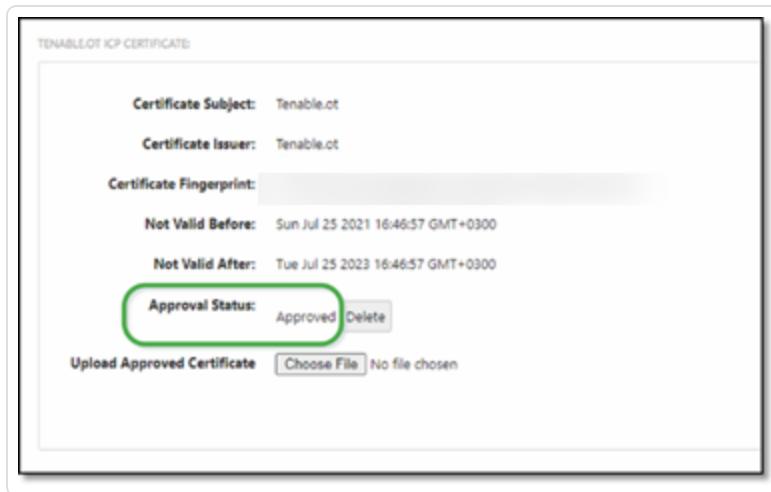 TENABLE.OT ICP CERTIFICATE:
Certificate Subject: Tenable.ot
Certificate Issuer: Tenable.ot
Certificate Fingerprint:
Not Valid Before: Sun Jul 25 2021 16:46:57 GMT+0300
Not Valid After: Tue Jul 25 2023 16:46:57 GMT+0300
Approval Status: Approved Delete
Upload Approved Certificate Choose File No file chosen